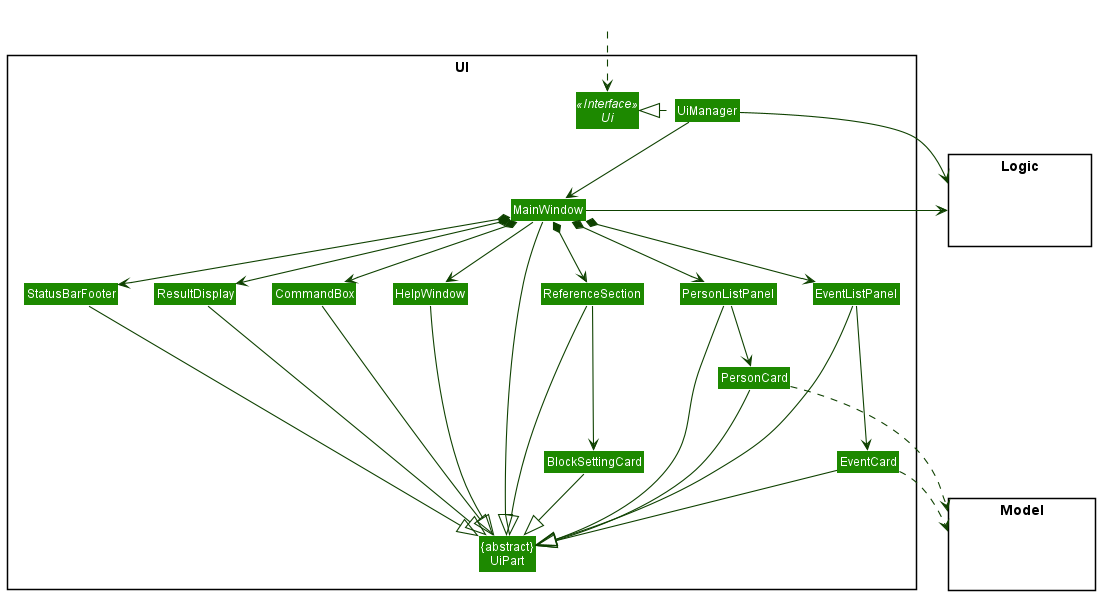 UI
«Interface»
Ui
UiManager
Logic
MainWindow
StatusBarFooter
ResultDisplay
CommandBox
HelpWindow
ReferenceSection
PersonListPanel
EventListPanel
PersonCard
BlockSettingCard
EventCard
Model
{abstract}
UiPart